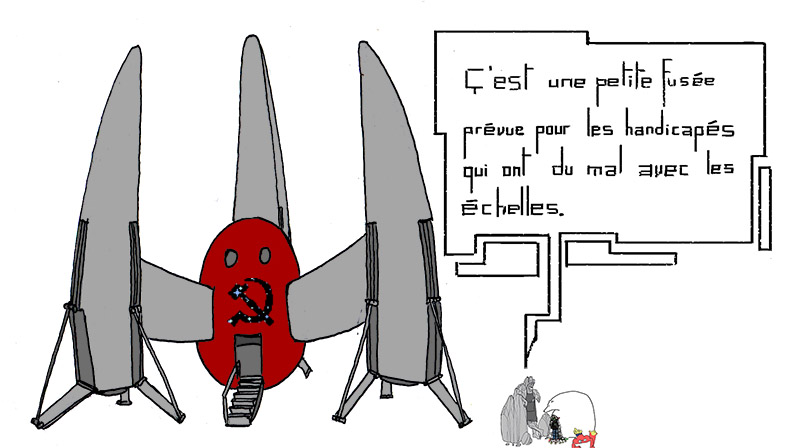 Ç'est une petite fusée
prévue pour les handicapés
qui ont du mal avec les
échelles.